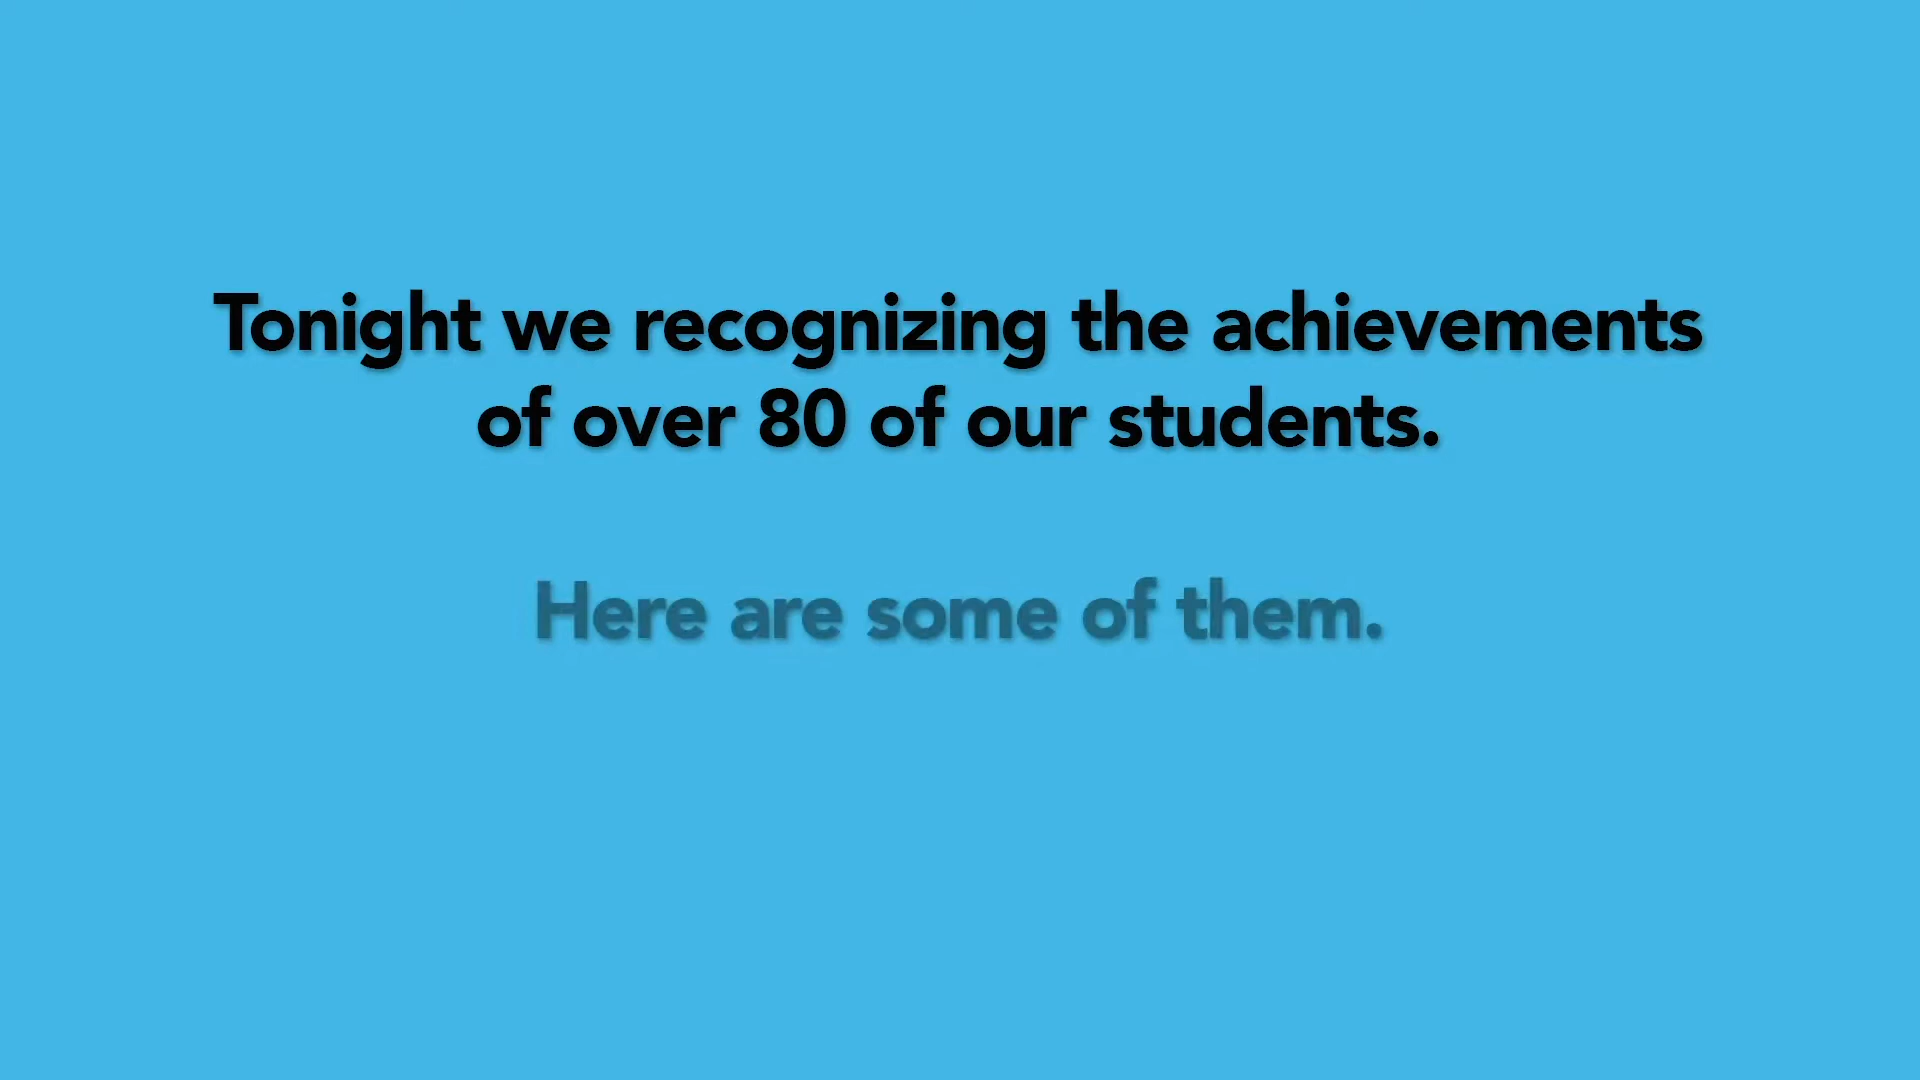 Tonight we recognizing the achievements
of over 80 of our students.
Here are some of them.